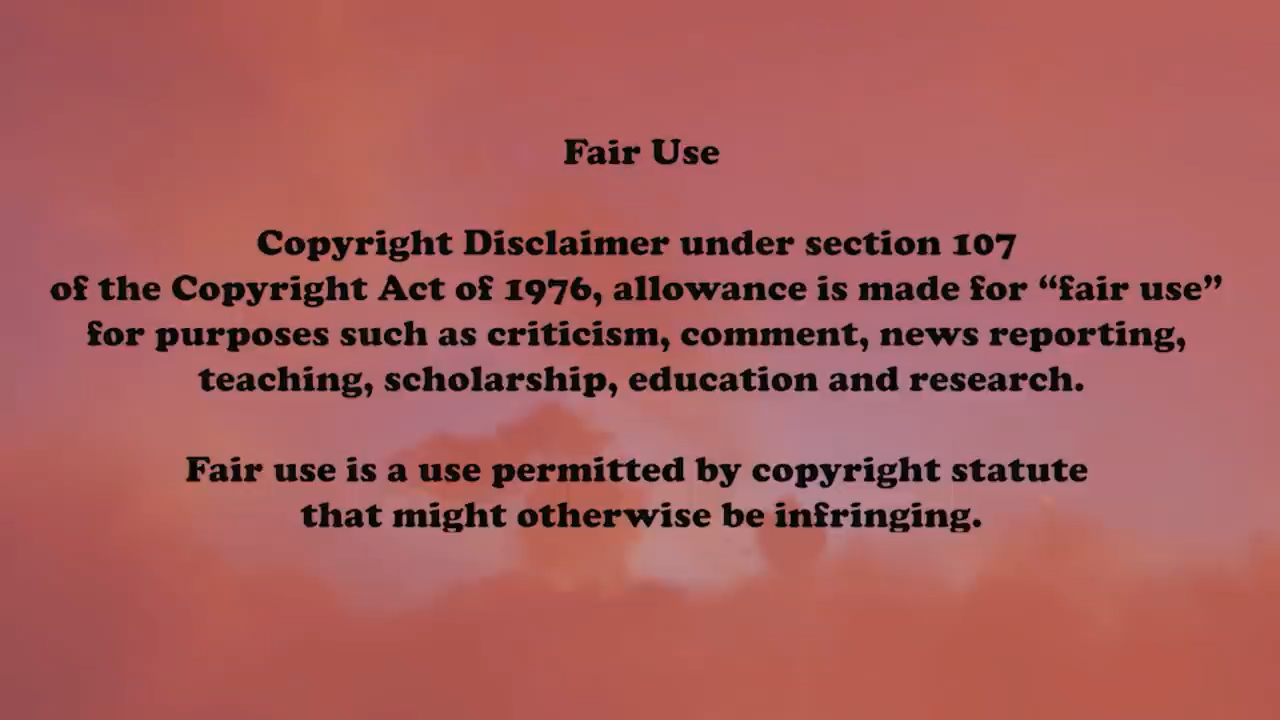 Fair Use
Copyright Disclaimer under section 107
of the Copyright Act of 1976, allowance is made for “fair use”
for purposes such as criticism, comment, news reporting,
teaching, scholarship, education and research.
Fair use is a use permitted by copyright statute
that might otherwise be infringing.